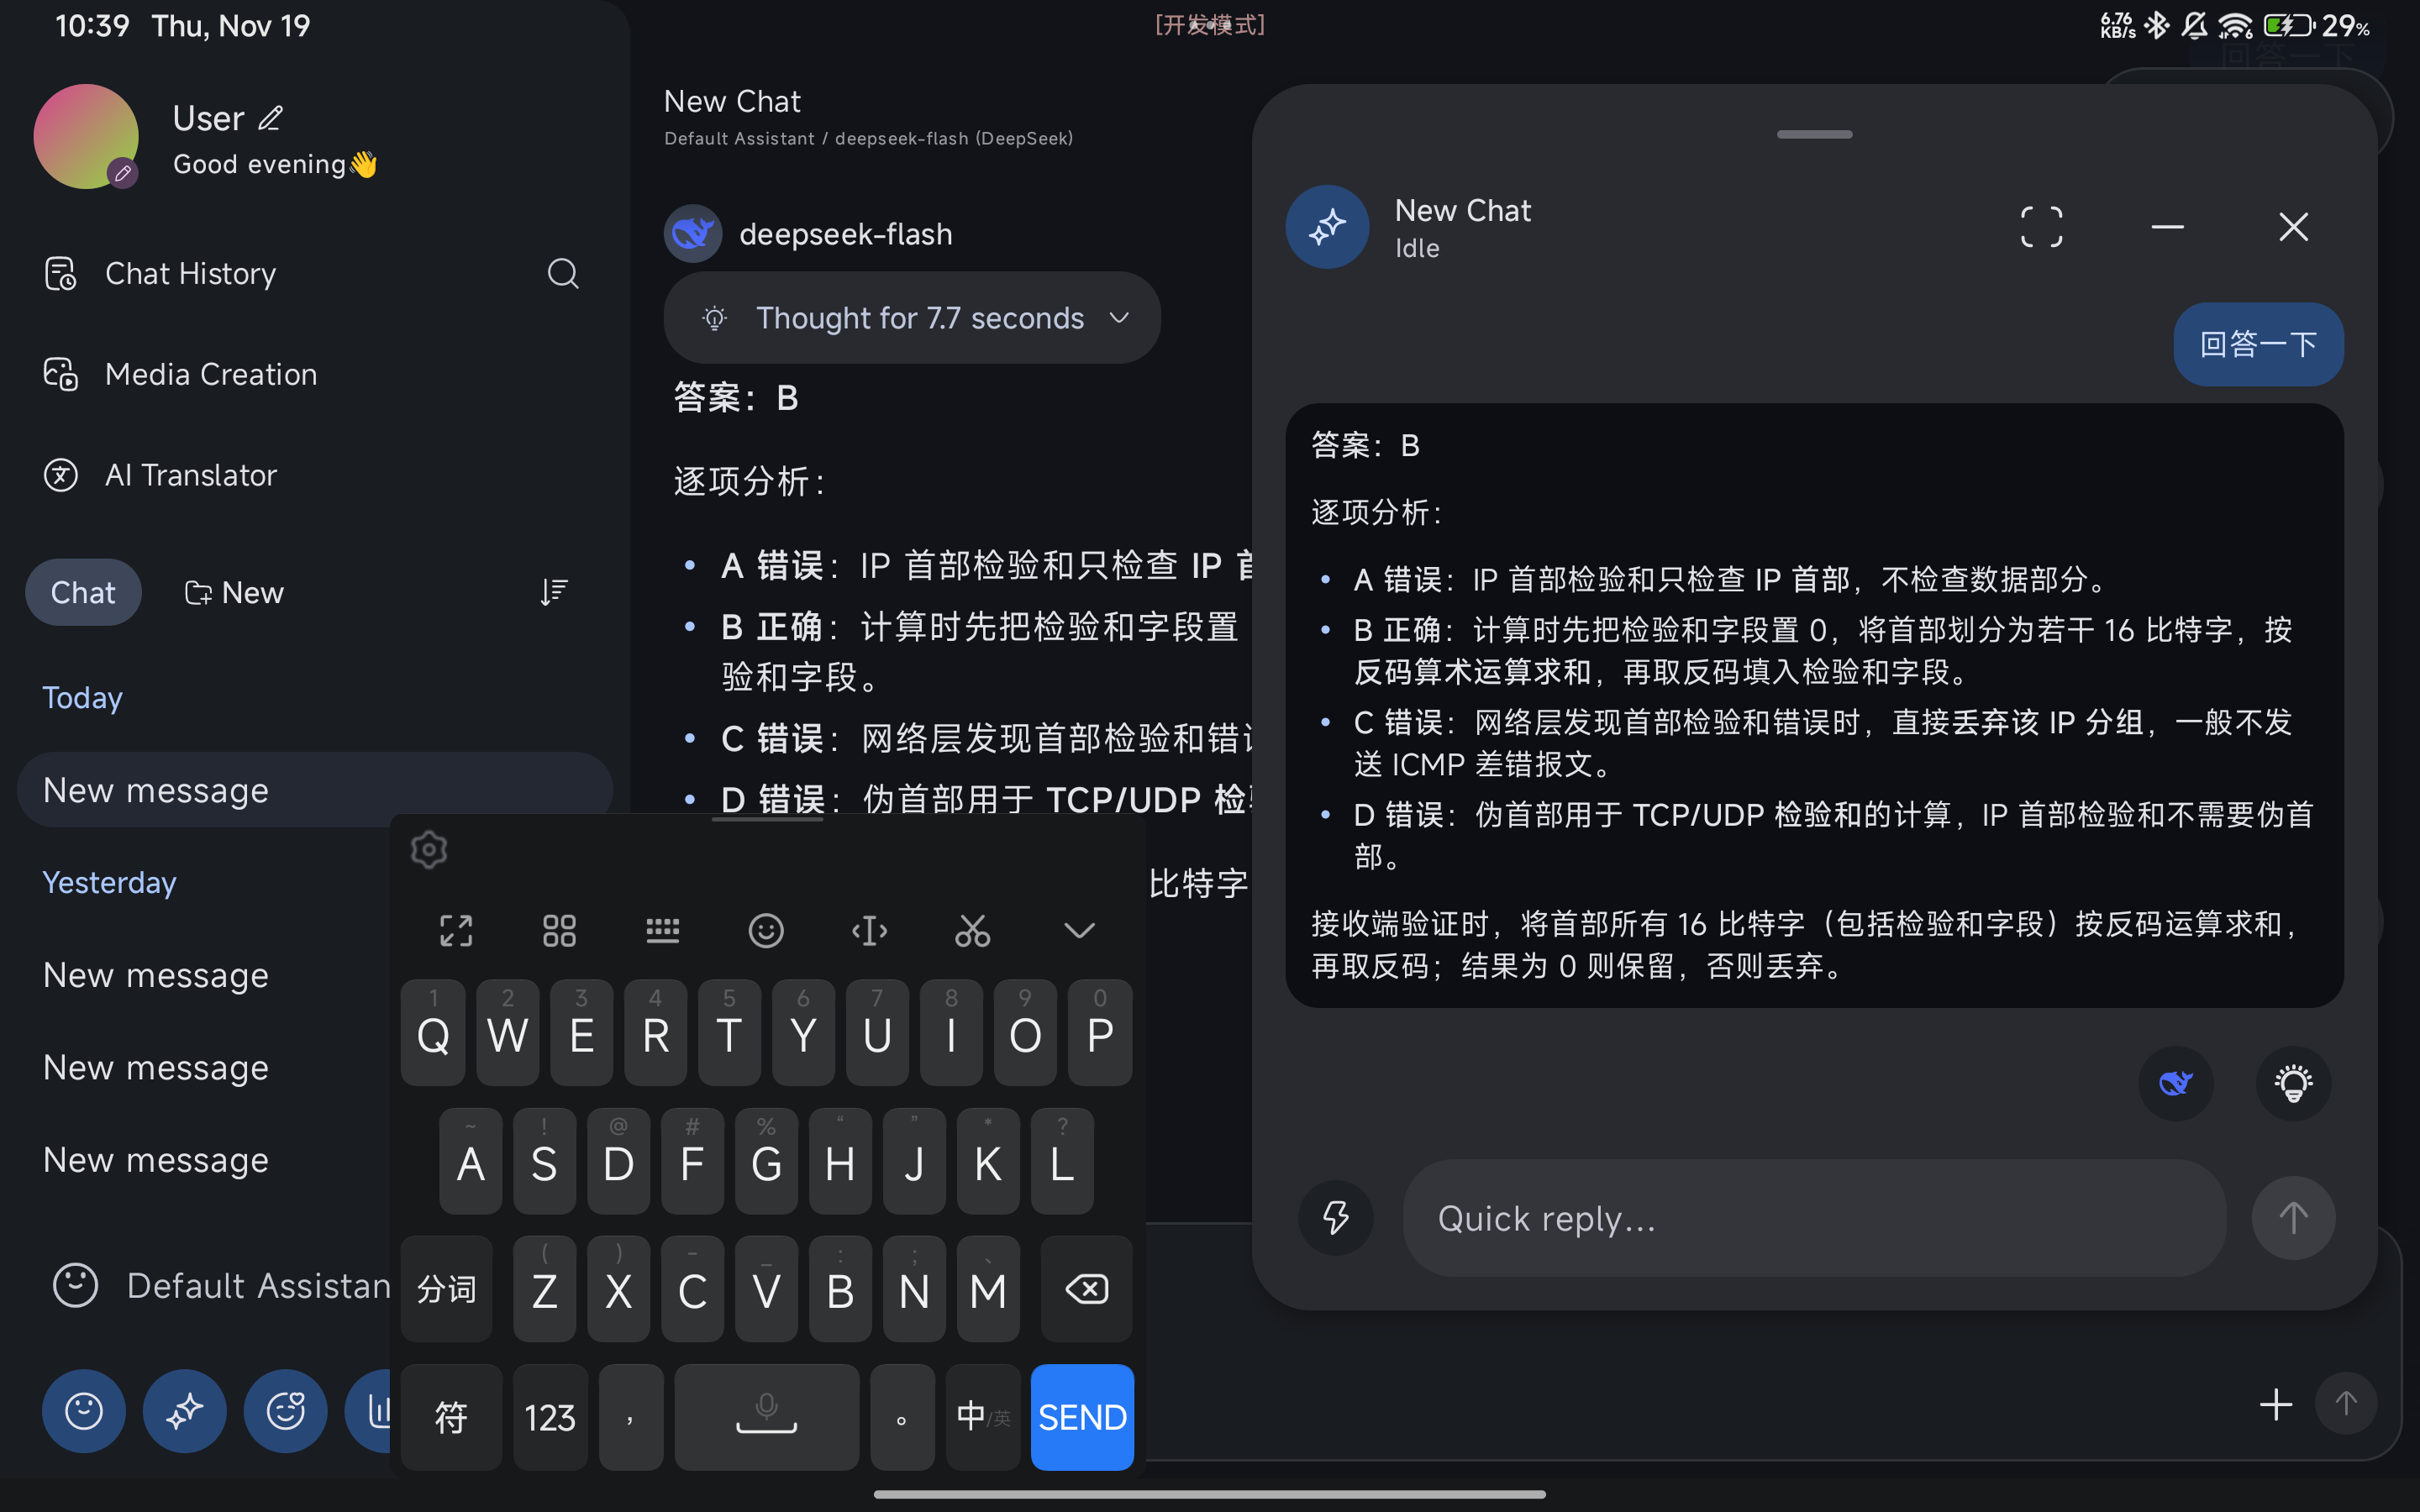 10:39 Thu, Nov 19
[开发模式]
6.76 KB/s
6
29%
User
Good evening👋
Chat History
Media Creation
AI Translator
Chat
New
Today
New message
Yesterday
New message
New message
New message
Default Assistan
New Chat
Default Assistant / deepseek-flash (DeepSeek)
deepseek-flash
Thought for 7.7 seconds
答案：B
逐项分析：
• A 错误：IP 首部检验和只检查 IP 首
• B 正确：计算时先把检验和字段置
验和字段。
• C 错误：网络层发现首部检验和错误
• D 错误：伪首部用于 TCP/UDP 检
比特字
回答一下
New Chat
Idle
回答一下
答案：B
逐项分析：
• A 错误：IP 首部检验和只检查 IP 首部，不检查数据部分。
• B 正确：计算时先把检验和字段置 0，将首部划分为若干 16 比特字，按
反码算术运算求和，再取反码填入检验和字段。
• C 错误：网络层发现首部检验和错误时，直接丢弃该 IP 分组，一般不发
送 ICMP 差错报文。
• D 错误：伪首部用于 TCP/UDP 检验和的计算，IP 首部检验和不需要伪首
部。
接收端验证时，将首部所有 16 比特字（包括检验和字段）按反码运算求和，
再取反码；结果为 0 则保留，否则丢弃。
Quick reply...
1 2 3 4 5 6 7 8 9 0
Q W E R T Y U I O P
~ ! @ # % “ ” * ?
A S D F G H J K L
( ) - _ : ; 、
分词 Z X C V B N M
符 123 , 。 中/英 SEND